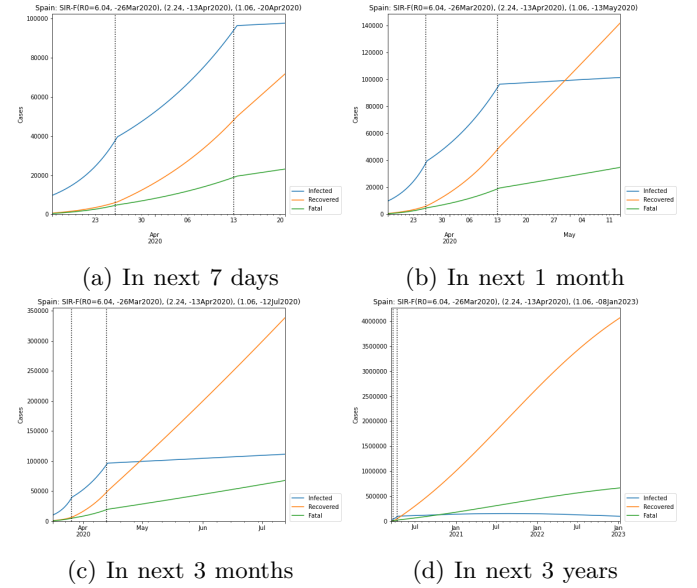 Spain: SIR-F(R0=6.04, -26Mar2020), (2.24, -13Apr2020), (1.06, -20Apr2020)
Cases
100000
80000
60000
40000
20000
0
23
30
06
13
20
Apr
2020
Infected
Recovered
Fatal
(a) In next 7 days
Spain: SIR-F(R0=6.04, -26Mar2020), (2.24, -13Apr2020), (1.06, -13May2020)
Cases
140000
120000
100000
80000
60000
40000
20000
0
23
30
06
13
20
27
04
11
Apr
2020
May
Infected
Recovered
Fatal
(b) In next 1 month
Spain: SIR-F(R0=6.04, -26Mar2020), (2.24, -13Apr2020), (1.06, -12Jul2020)
Cases
350000
300000
250000
200000
150000
100000
50000
0
Apr
2020
May
Jun
Jul
Infected
Recovered
Fatal
(c) In next 3 months
Spain: SIR-F(R0=6.04, -26Mar2020), (2.24, -13Apr2020), (1.06, -08Jan2023)
Cases
4000000
3500000
3000000
2500000
2000000
1500000
1000000
500000
0
Jul
Jan
2021
Jul
Jan
2022
Jul
Jan
2023
Infected
Recovered
Fatal
(d) In next 3 years